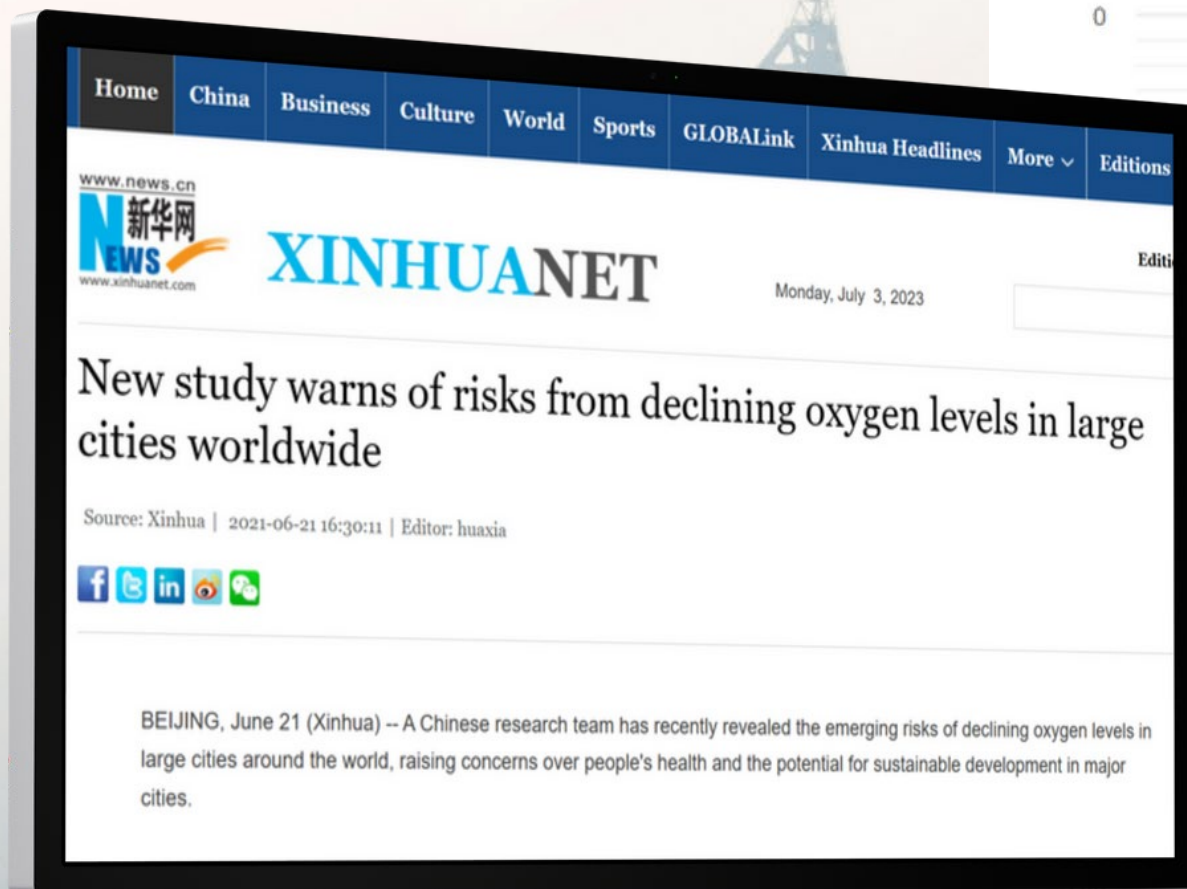 0
Home China Business Culture World Sports GLOBALink Xinhua Headlines More Editions
www.news.cn
新华网
NEWS
www.xinhuanet.com
XINHUANET
Monday, July 3, 2023
Editi
New study warns of risks from declining oxygen levels in large
cities worldwide
Source: Xinhua | 2021-06-21 16:30:11 | Editor: huaxia
f t in
BEIJING, June 21 (Xinhua) -- A Chinese research team has recently revealed the emerging risks of declining oxygen levels in
large cities around the world, raising concerns over people's health and the potential for sustainable development in major
cities.